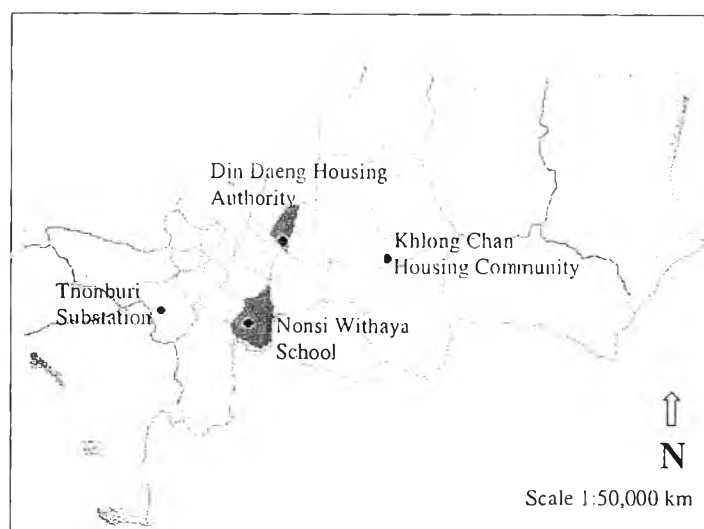 Din Daeng Housing
Authority
Khlong Chan
Housing Community
Thonburi
Substation
Nonsi Withaya
School
N
Scale 1:50,000 km